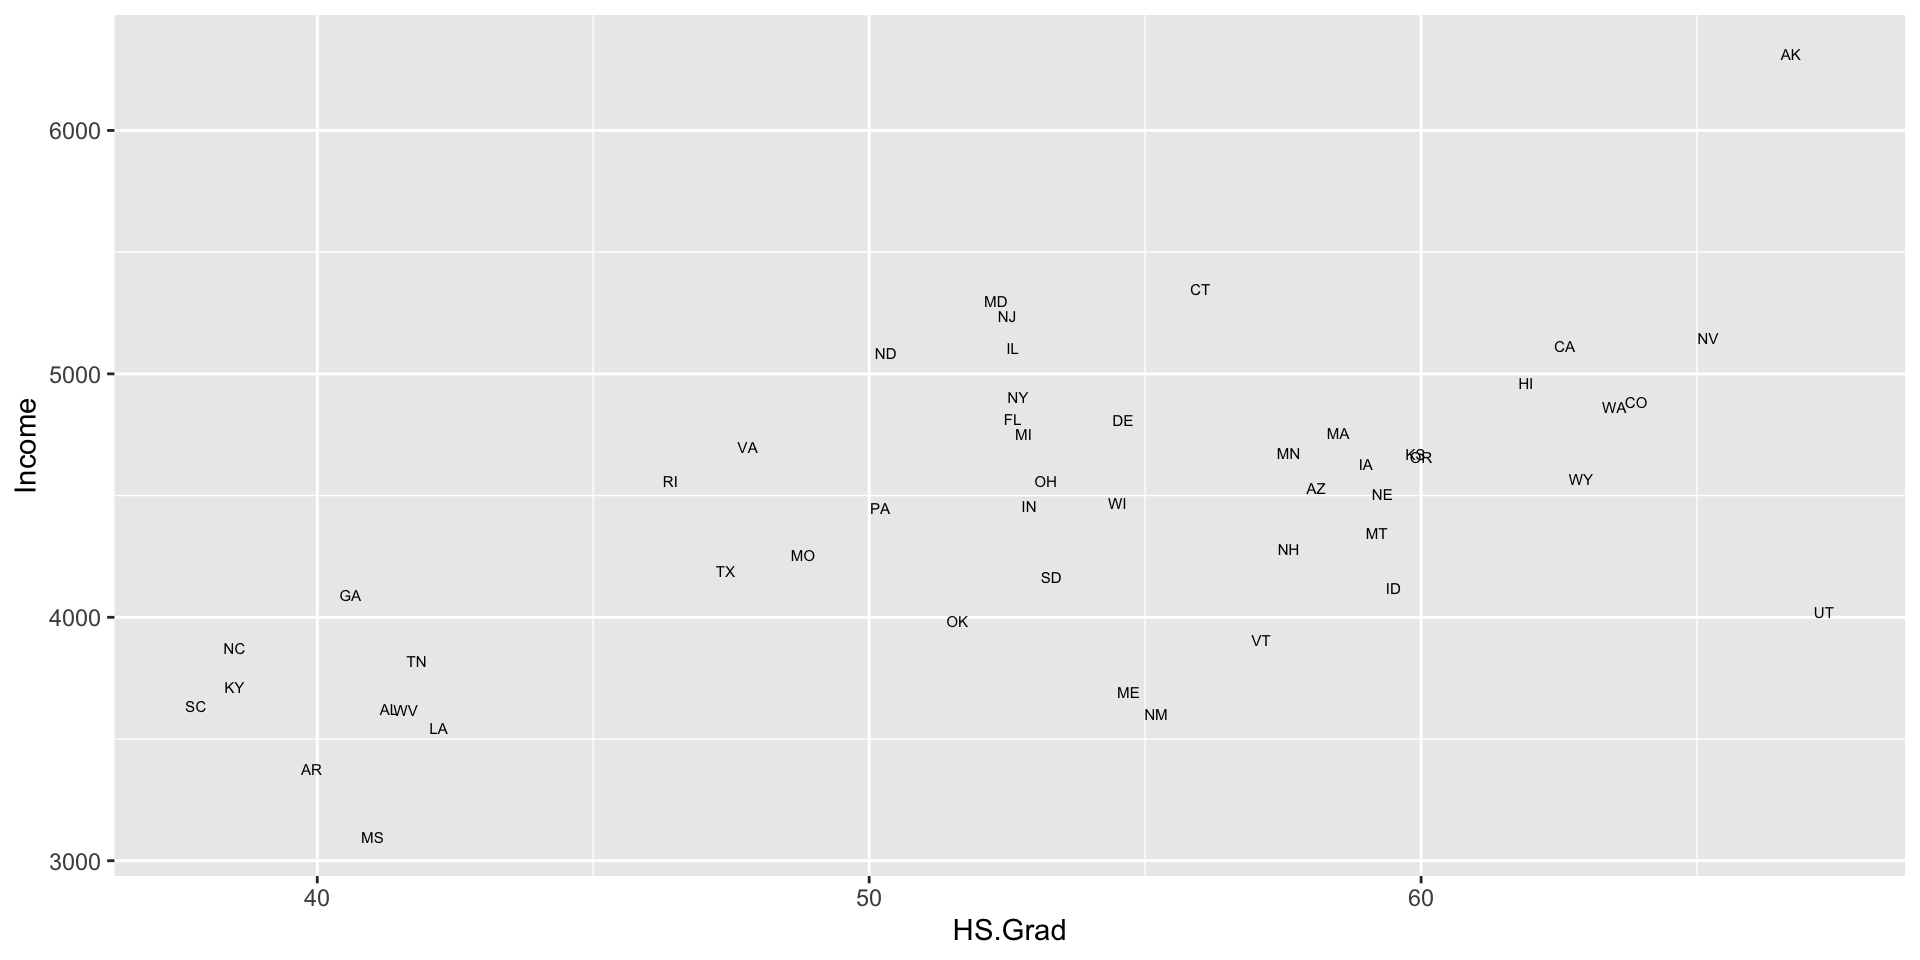 AK
6000
CT
MD
NJ
NV
CA
IL
ND
5000
HI
NY
CO
WA
FL
DE
MA
MI
VA
MN
KS
OR
IA
WY
RI
OH
AZ
NE
WI
IN
PA
MT
NH
MO
TX
SD
ID
GA
4000
UT
OK
VT
NC
TN
KY
ME
SC
AL
WV
NM
LA
AR
MS
3000
Income
40 50 60
HS.Grad